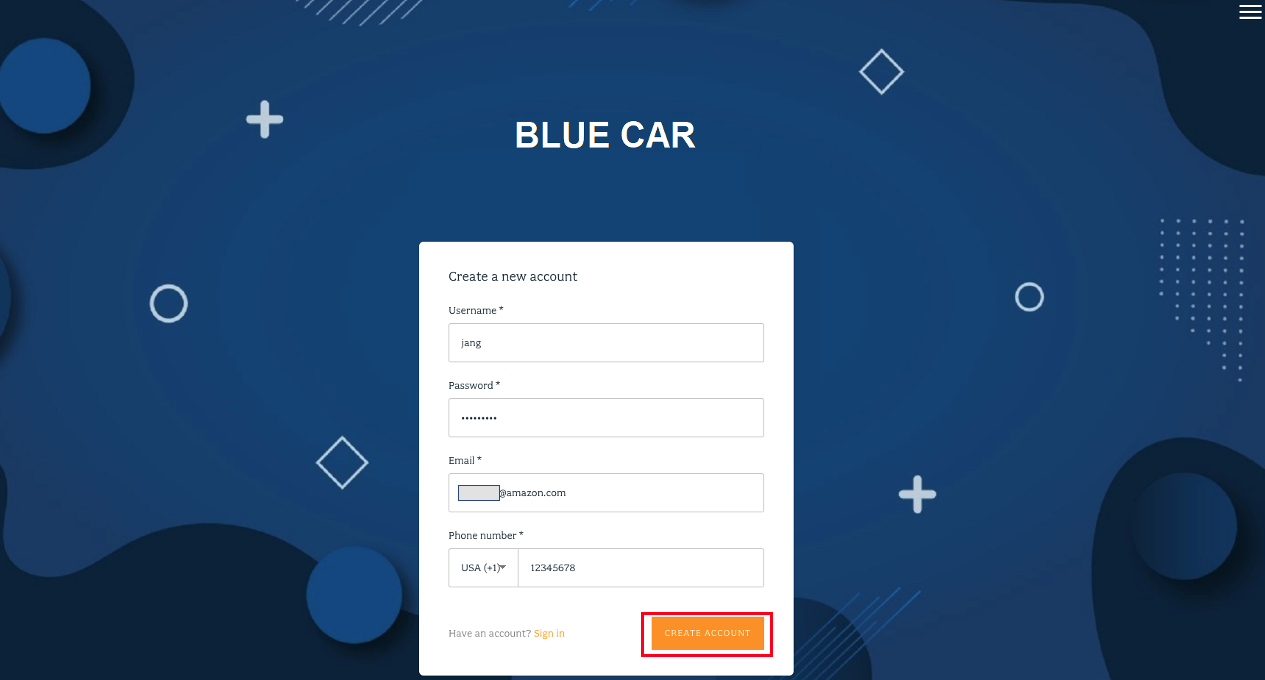 BLUE CAR
Create a new account
Username *
jang
Password *
•••••••••
Email *
@amazon.com
Phone number *
USA (+1) 12345678
Have an account? Sign in
CREATE ACCOUNT